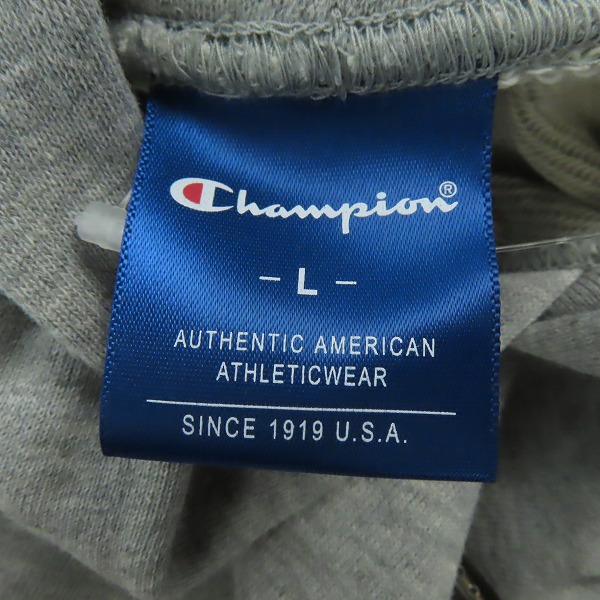 Champion®
- L -
AUTHENTIC AMERICAN
ATHLETICWEAR
SINCE 1919 U.S.A.